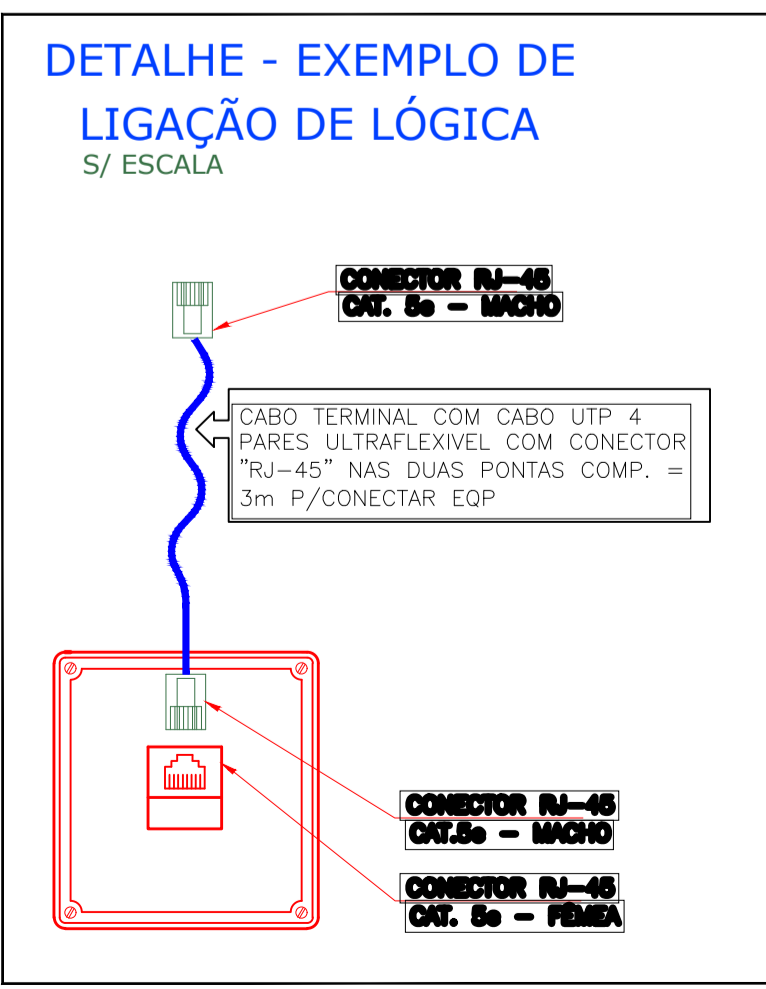 DETALHE - EXEMPLO DE
LIGAÇÃO DE LÓGICA
S/ ESCALA
CONECTOR RJ-45
CAT. 5e - MACHO
CABO TERMINAL COM CABO UTP 4
PARES ULTRAFLEXIVEL COM CONECTOR
"RJ-45" NAS DUAS PONTAS COMP. =
3m P/CONECTAR EQP
CONECTOR RJ-45
CAT.5e - MACHO
CONECTOR RJ-45
CAT. 5e - FÊMEA